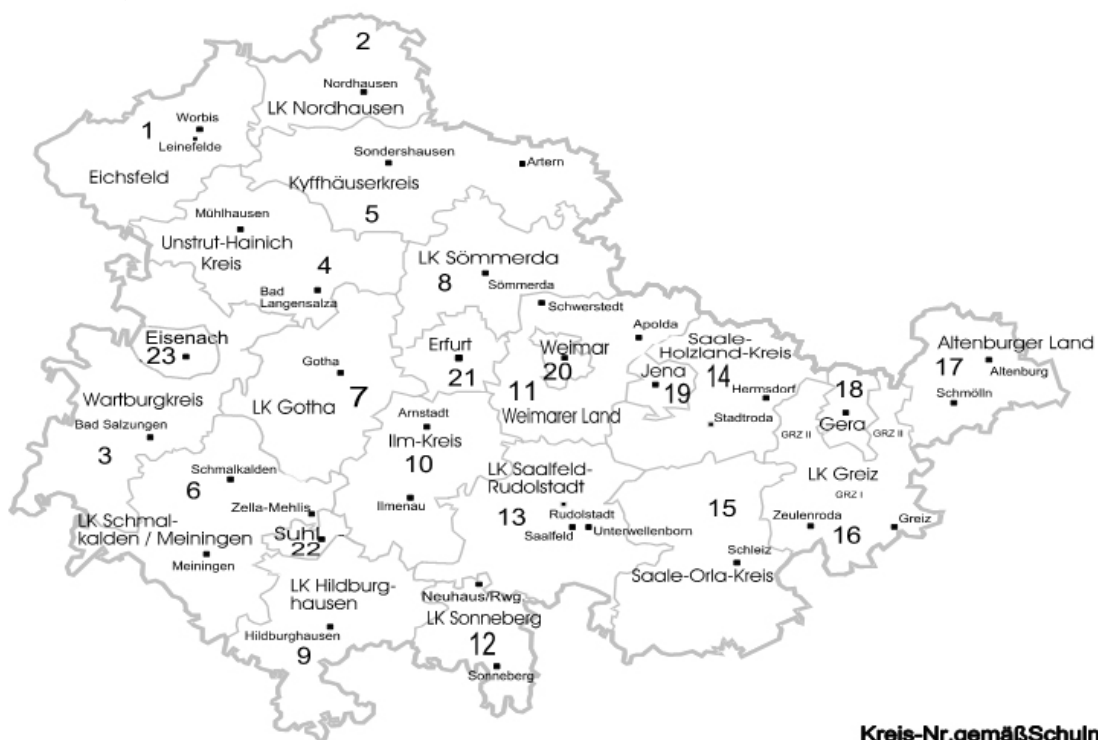 2
Nordhausen
LK Nordhausen
1
Worbis
Leinefelde
Eichsfeld
Sondershausen
Artern
Kyffhäuserkreis
5
Mühlhausen
Unstrut-Hainich
Kreis
4
Bad
Langensalza
LK Sömmerda
8
Sömmerda
Schwerstedt
Eisenach
23
Gotha
7
LK Gotha
Erfurt
21
Weimar
20
11
Weimarer Land
Apolda
Saale-
Holzland-Kreis
Jena
19
14
Hermsdorf
Stadtroda
18
Gera
GRZ II
GRZ II
Altenburger Land
17
Altenburg
Schmölln
Wartburgkreis
Bad Salzungen
3
Arnstadt
Ilm-Kreis
10
Ilmenau
Schmalkalden
6
Zella-Mehlis
LK Schmal-
kalden / Meiningen
Meiningen
Suhl
22
LK Saalfeld-
Rudolstadt
13
Rudolstadt
Saalfeld
Unterwellenborn
15
Schleiz
Saale-Orla-Kreis
LK Greiz
GRZ I
Zeulenroda
16
Greiz
LK Hildburg-
hausen
Hildburghausen
9
Neuhaus/Rwg.
LK Sonneberg
12
Sonneberg
Kreis-Nr.gemäßSchuln